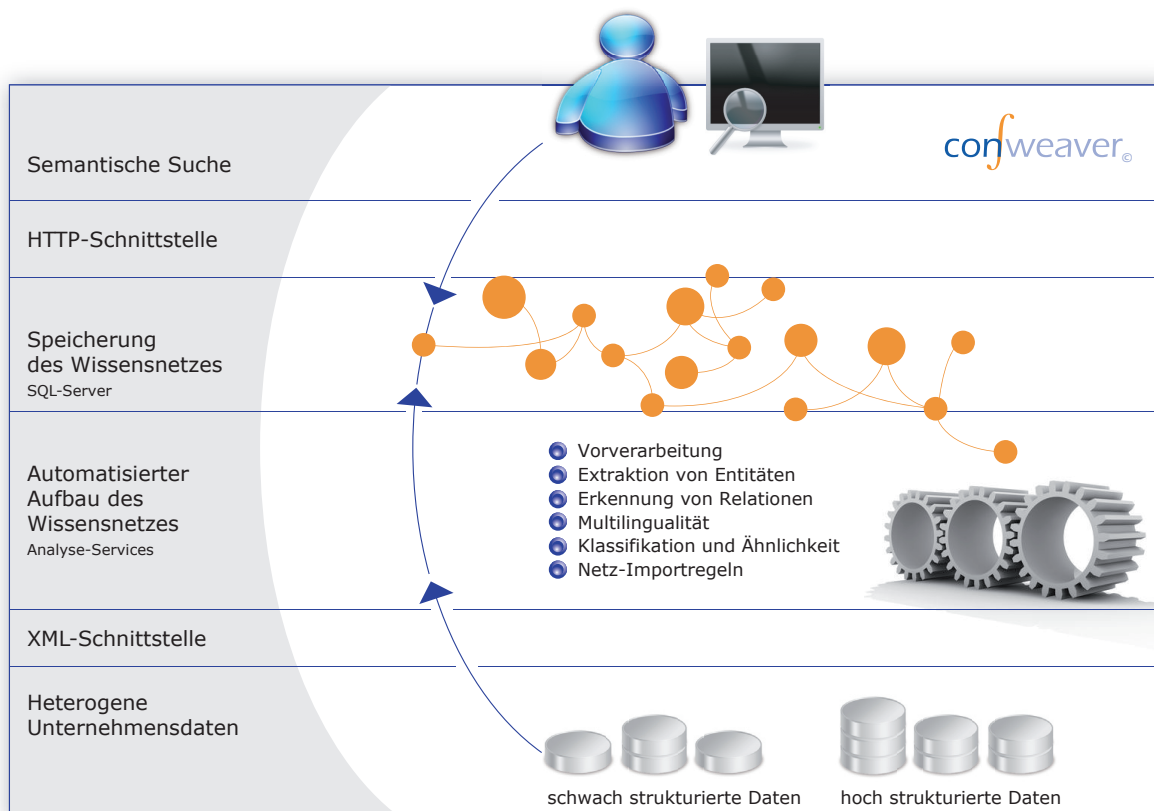 conweaver©
Semantische Suche
HTTP-Schnittstelle
Speicherung
des Wissensnetzes
SQL-Server
Automatisierter
Aufbau des
Wissensnetzes
Analyse-Services
Vorverarbeitung
Extraktion von Entitäten
Erkennung von Relationen
Multilingualität
Klassifikation und Ähnlichkeit
Netz-Importregeln
XML-Schnittstelle
Heterogene
Unternehmensdaten
schwach strukturierte Daten
hoch strukturierte Daten